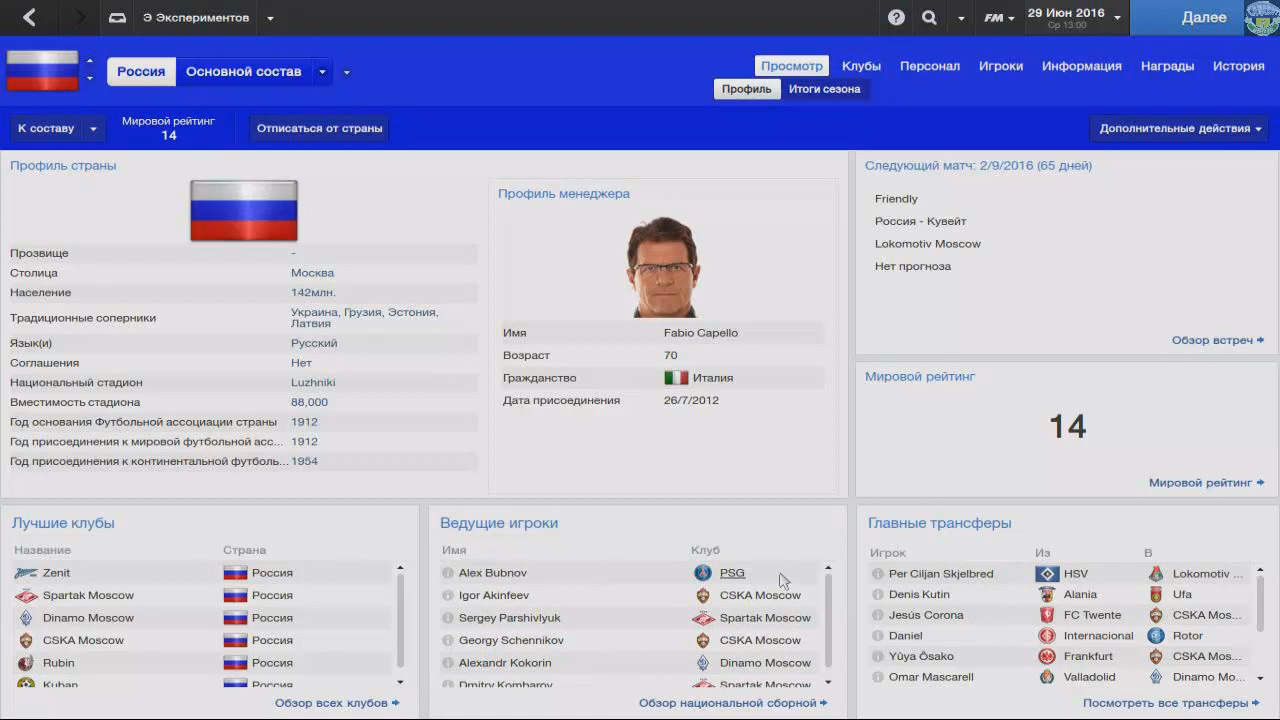 Э Экспериментов
FM
29 Июн 2016
Ср 13:00
Далее
Россия
Основной состав
Просмотр
Клубы
Персонал
Игроки
Информация
Награды
История
Профиль
Итоги сезона
К составу
Мировой рейтинг
14
Отписаться от страны
Дополнительные действия
Профиль страны
Прозвище -
Столица Москва
Население 142млн.
Традиционные соперники Украина, Грузия, Эстония,
Латвия
Язык(и) Русский
Соглашения Нет
Национальный стадион Luzhniki
Вместимость стадиона 88,000
Год основания Футбольной ассоциации страны 1912
Год присоединения к мировой футбольной асс... 1912
Год присоединения к континентальной футболь... 1954
Профиль менеджера
Имя Fabio Capello
Возраст 70
Гражданство Италия
Дата присоединения 26/7/2012
Следующий матч: 2/9/2016 (65 дней)
Friendly
Россия - Кувейт
Lokomotiv Moscow
Нет прогноза
Обзор встреч
Мировой рейтинг
14
Мировой рейтинг
Лучшие клубы
Название Страна
Zenit Россия
Spartak Moscow Россия
Dinamo Moscow Россия
CSKA Moscow Россия
Rubin Россия
Kuban Россия
Обзор всех клубов
Ведущие игроки
Имя Клуб
Alex Bubnov PSG
Igor Akinfeev CSKA Moscow
Sergey Parshivlyuk Spartak Moscow
Georgy Schennikov CSKA Moscow
Alexandr Kokorin Dinamo Moscow
Dmitry Kombarov Spartak Moscow
Обзор национальной сборной
Главные трансферы
Игрок Из В
Per Ciljan Skjelbred HSV Lokomotiv ...
Denis Kutin Alania Ufa
Jesús Corona FC Twente CSKA Mos...
Daniel Internacional Rotor
Yûya Ôsako Frankfurt CSKA Mos...
Omar Mascarell Valladolid Dinamo Mo...
Посмотреть все трансферы